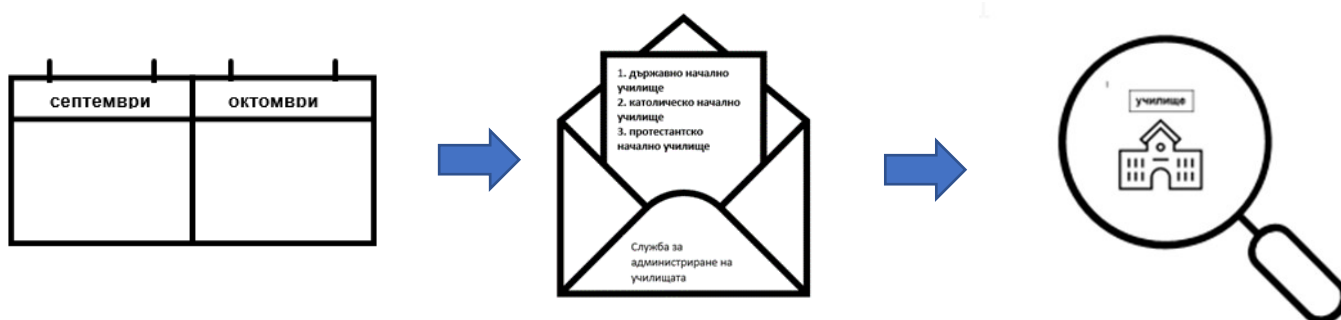 септември
октомври
1. държавно начално
училище
2. католическо начално
училище
3. протестантско
начално училище
Служба за
администриране на
училищата
училище